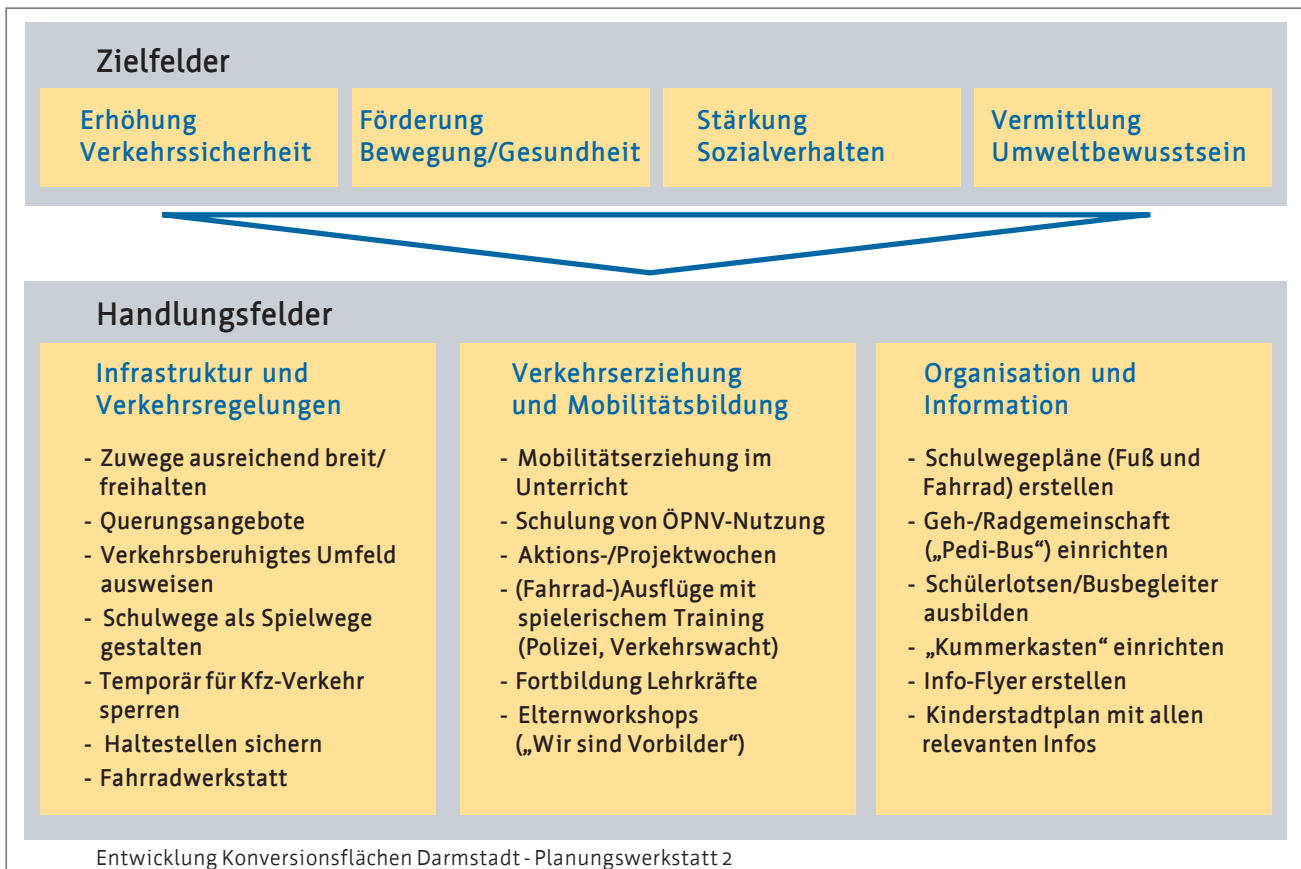 Zielfelder
Erhöhung
Verkehrssicherheit
Förderung
Bewegung/Gesundheit
Stärkung
Sozialverhalten
Vermittlung
Umweltbewusstsein
Handlungsfelder
Infrastruktur und
Verkehrsregelungen
- Zuwege ausreichend breit/
freihalten
- Querungsangebote
- Verkehrsberuhigtes Umfeld
ausweisen
- Schulwege als Spielwege
gestalten
- Temporär für Kfz-Verkehr
sperren
- Haltestellen sichern
- Fahrradwerkstatt
Verkehrserziehung
und Mobilitätsbildung
- Mobilitätserziehung im
Unterricht
- Schulung von ÖPNV-Nutzung
- Aktions-/Projektwochen
- (Fahrrad-)Ausflüge mit
spielerischem Training
(Polizei, Verkehrswacht)
- Fortbildung Lehrkräfte
- Elternworkshops
(„Wir sind Vorbilder“)
Organisation und
Information
- Schulwegepläne (Fuß und
Fahrrad) erstellen
- Geh-/Radgemeinschaft
(„Pedi-Bus“) einrichten
- Schülerlotsen/Busbegleiter
ausbilden
- „Kummerkasten“ einrichten
- Info-Flyer erstellen
- Kinderstadtplan mit allen
relevanten Infos
Entwicklung Konversionsflächen Darmstadt - Planungswerkstatt 2